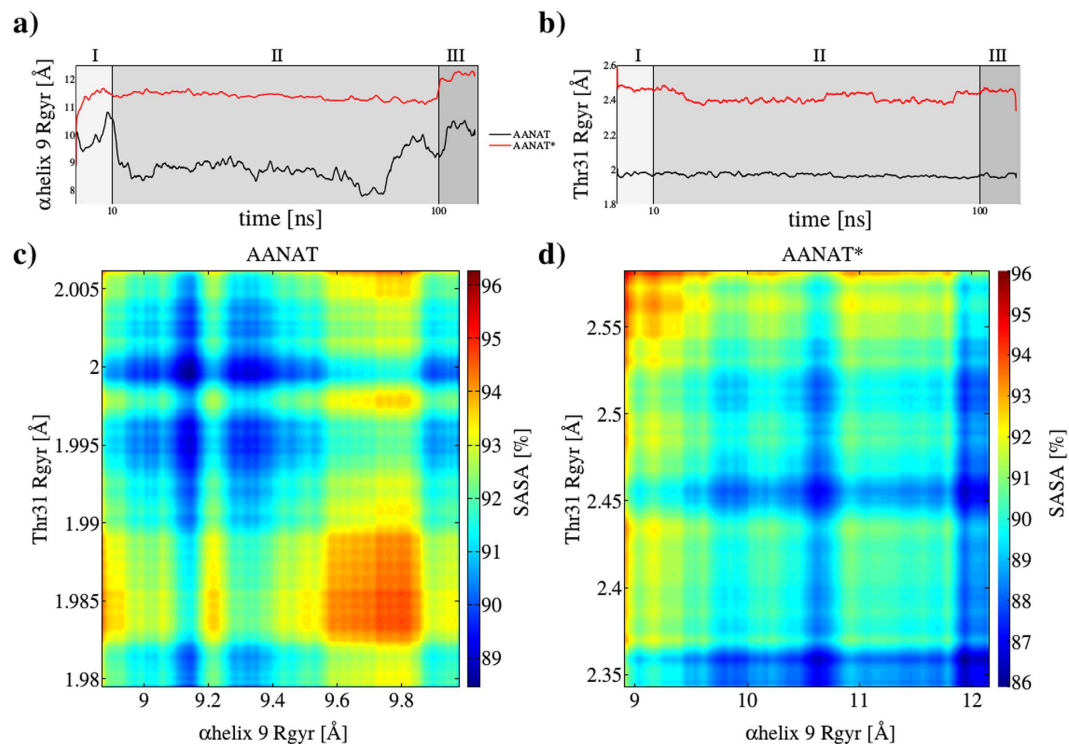 a)
I II III
αhelix 9 Rgyr [Å]
12
11
10
9
8
10 100
time [ns]
AANAT
AANAT*
b)
I II III
Thr31 Rgyr [Å]
2.6
2.4
2.2
2
1.8
10 100
time [ns]
c)
AANAT
Thr31 Rgyr [Å]
2.005
2
1.995
1.99
1.985
1.98
9 9.2 9.4 9.6 9.8
αhelix 9 Rgyr [Å]
96
95
94
93
92
91
90
89
SASA [%]
d)
AANAT*
Thr31 Rgyr [Å]
2.55
2.5
2.45
2.4
2.35
9 10 11 12
αhelix 9 Rgyr [Å]
96
95
94
93
92
91
90
89
88
87
86
SASA [%]